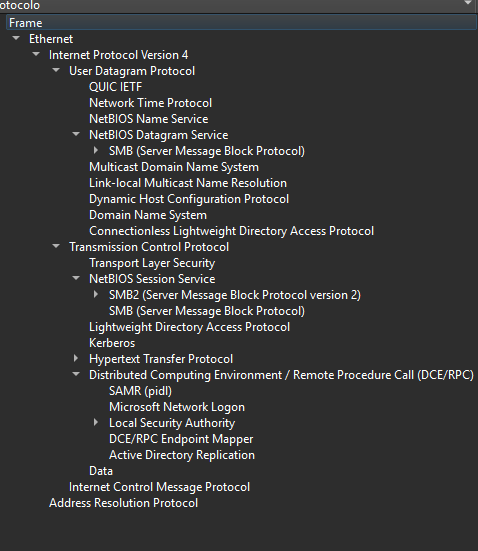 otocolo
Frame
Ethernet
Internet Protocol Version 4
User Datagram Protocol
QUIC IETF
Network Time Protocol
NetBIOS Name Service
NetBIOS Datagram Service
SMB (Server Message Block Protocol)
Multicast Domain Name System
Link-local Multicast Name Resolution
Dynamic Host Configuration Protocol
Domain Name System
Connectionless Lightweight Directory Access Protocol
Transmission Control Protocol
Transport Layer Security
NetBIOS Session Service
SMB2 (Server Message Block Protocol version 2)
SMB (Server Message Block Protocol)
Lightweight Directory Access Protocol
Kerberos
Hypertext Transfer Protocol
Distributed Computing Environment / Remote Procedure Call (DCE/RPC)
SAMR (pidl)
Microsoft Network Logon
Local Security Authority
DCE/RPC Endpoint Mapper
Active Directory Replication
Data
Internet Control Message Protocol
Address Resolution Protocol